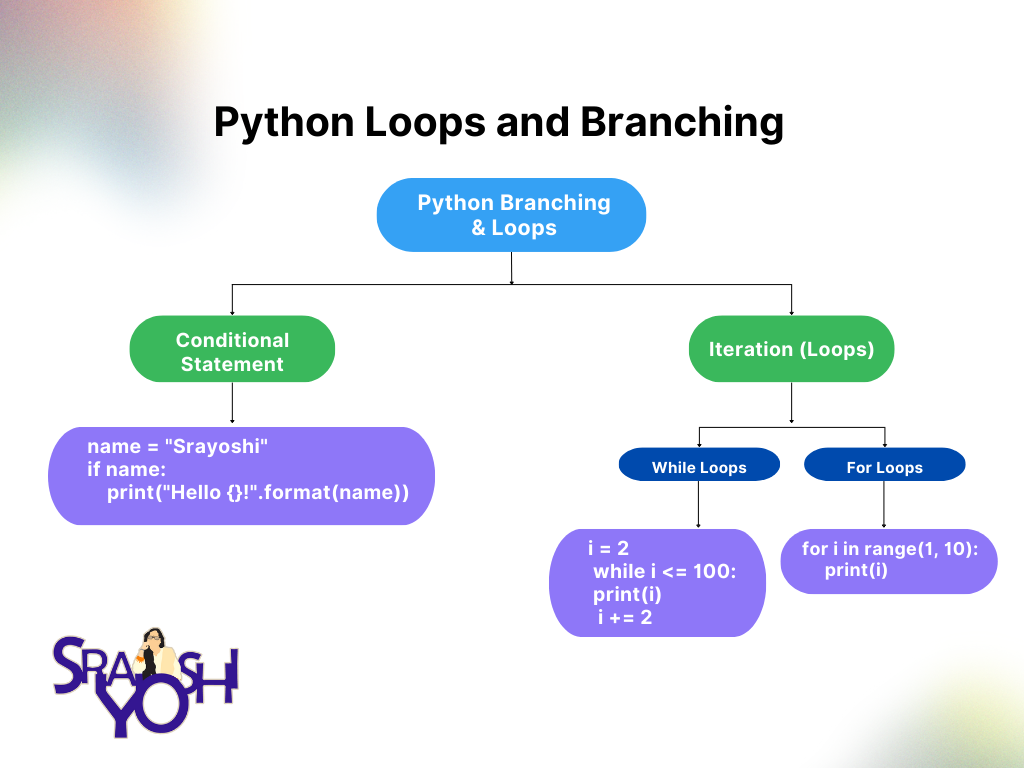 Python Loops and Branching
Python Branching
& Loops
Conditional
Statement
Iteration (Loops)
name = "Srayoshi"
if name:
    print("Hello {}!".format(name))
While Loops
For Loops
i = 2
 while i <= 100:
 print(i)
  i += 2
for i in range(1, 10):
    print(i)
SRAYOSHI